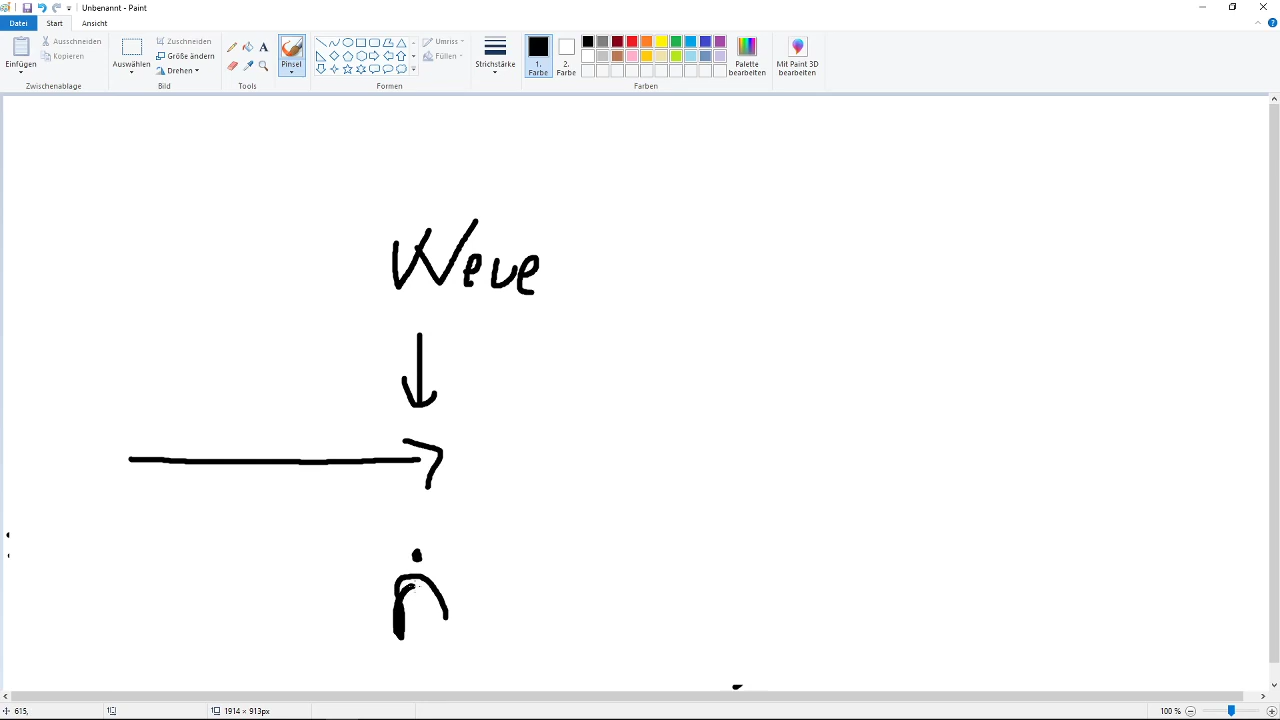 Unbenannt - Paint
Datei Start Ansicht
Einfügen
Ausschneiden
Kopieren
Zwischenablage
Auswählen
Zuschneiden
Größe ändern
Drehen
Bild
A
Tools
Pinsel
Umriss
Füllen
Formen
Strichstärke
1. Farbe
2. Farbe
Palette bearbeiten
Mit Paint 3D bearbeiten
Farben
Weve
615,
1914 × 913px
100 %